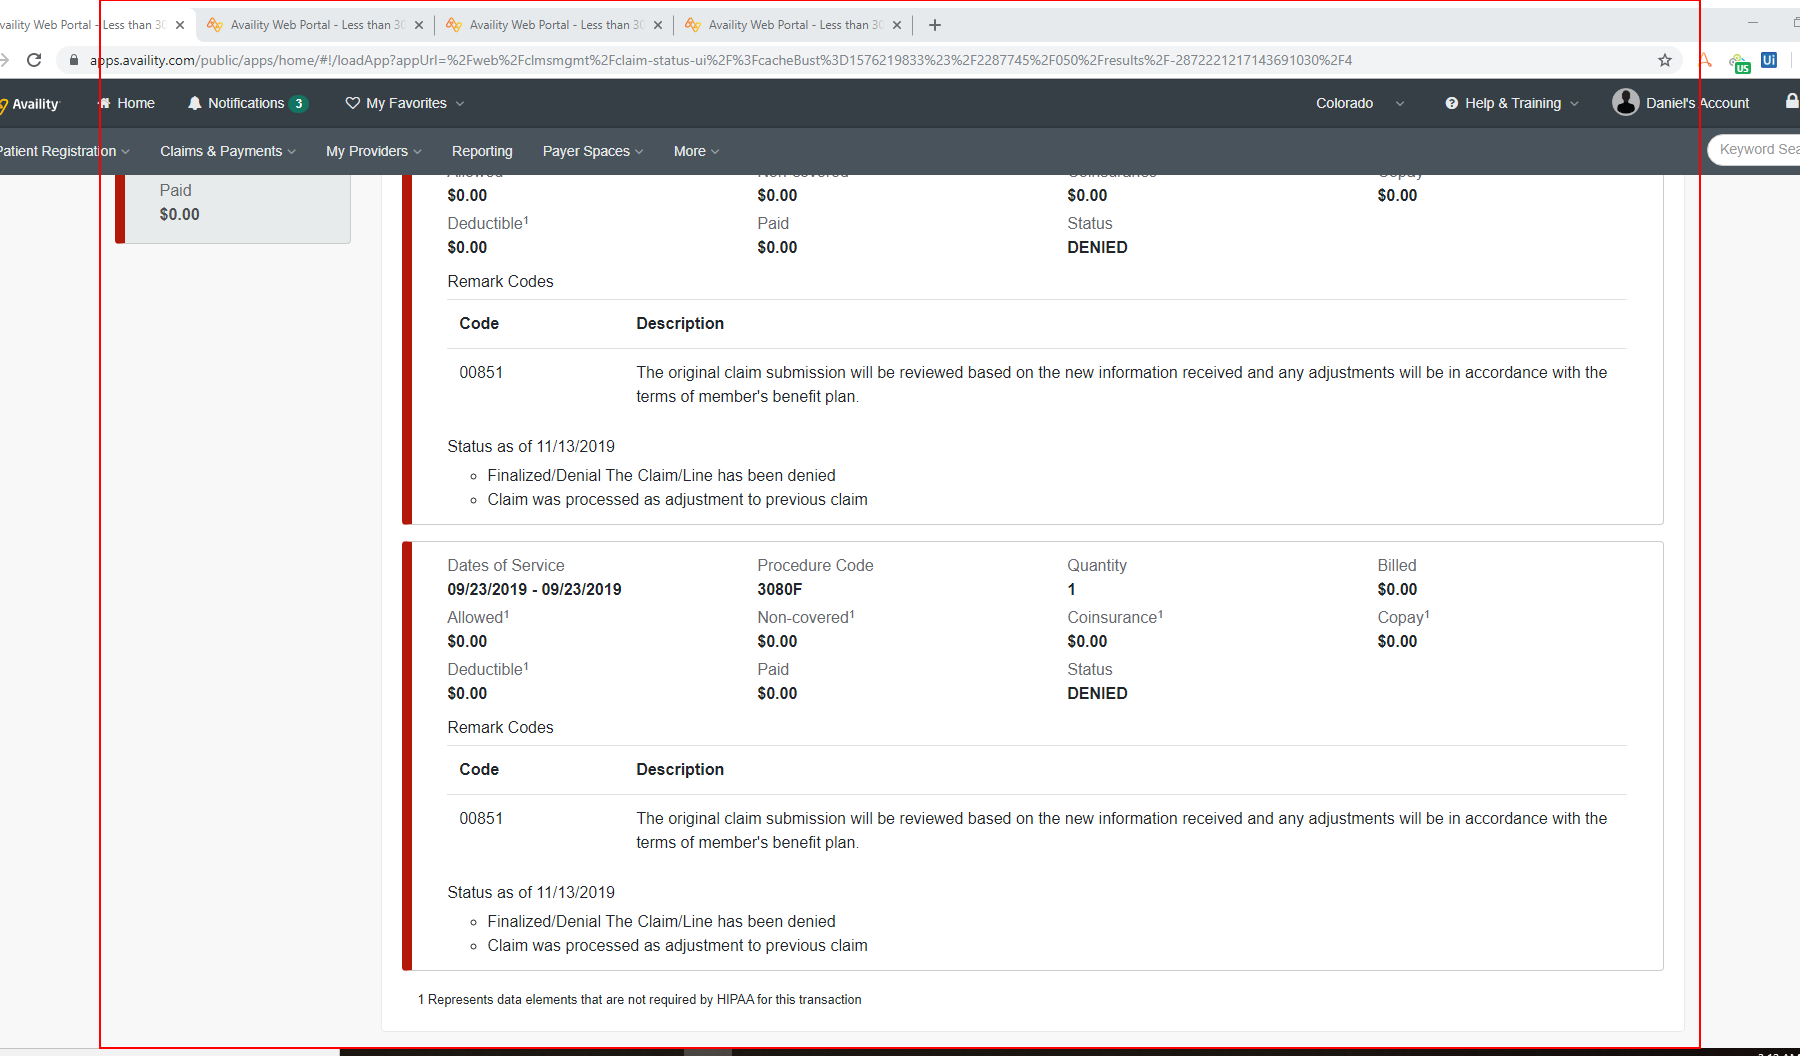 vaility Web Portal - Less than 30
Availity Web Portal - Less than 30
Availity Web Portal - Less than 30
Availity Web Portal - Less than 30
apps.availity.com/public/apps/home/#!/loadApp?appUrl=%2Fweb%2Fclmsmgmt%2Fclaim-status-ui%2F%3FcacheBust%3D1576219833%23%2F2287745%2F050%2Fresults%2F-2872221217143691030%2F4
US
Ui
Availity
Home
Notifications 3
My Favorites
Colorado
Help & Training
Daniel's Account
Patient Registration
Claims & Payments
My Providers
Reporting
Payer Spaces
More
Keyword Sea
Paid
$0.00
Allowed Non-covered Coinsurance Copay
$0.00 $0.00 $0.00 $0.00
Deductible1 Paid Status
$0.00 $0.00 DENIED
Remark Codes
Code Description
00851 The original claim submission will be reviewed based on the new information received and any adjustments will be in accordance with the
terms of member's benefit plan.
Status as of 11/13/2019
Finalized/Denial The Claim/Line has been denied
Claim was processed as adjustment to previous claim
Dates of Service Procedure Code Quantity Billed
09/23/2019 - 09/23/2019 3080F 1 $0.00
Allowed1 Non-covered1 Coinsurance1 Copay1
$0.00 $0.00 $0.00 $0.00
Deductible1 Paid Status
$0.00 $0.00 DENIED
Remark Codes
Code Description
00851 The original claim submission will be reviewed based on the new information received and any adjustments will be in accordance with the
terms of member's benefit plan.
Status as of 11/13/2019
Finalized/Denial The Claim/Line has been denied
Claim was processed as adjustment to previous claim
1 Represents data elements that are not required by HIPAA for this transaction